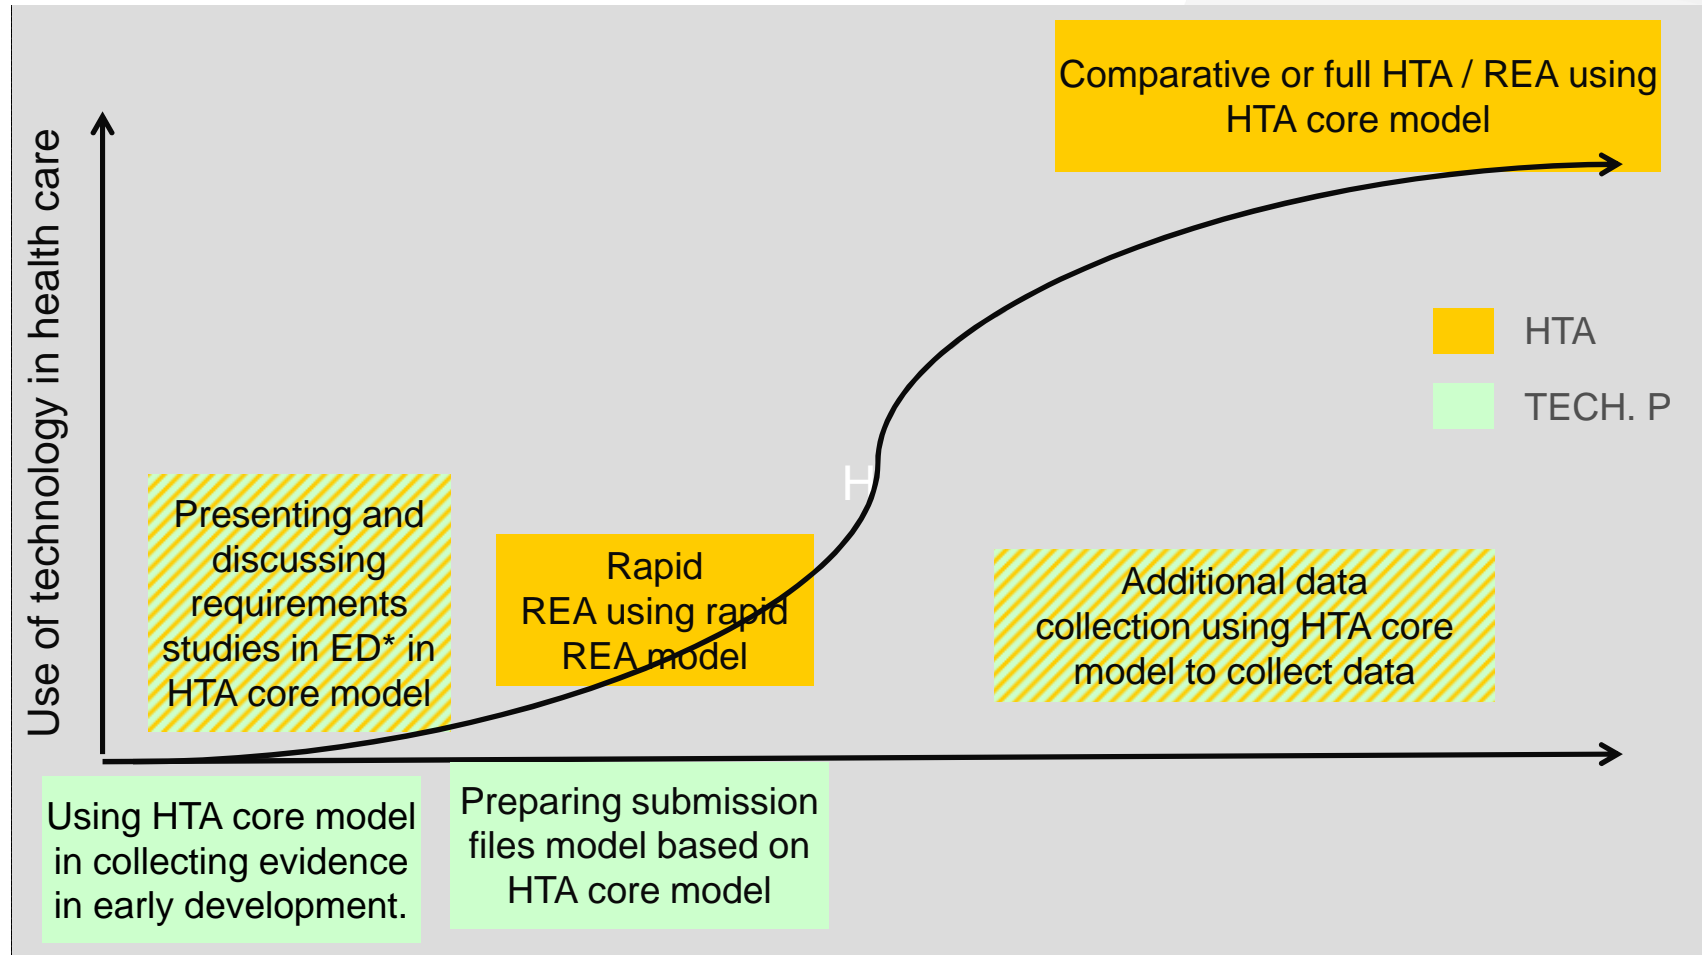 Comparative or full HTA / REA using
HTA core model
Use of technology in health care
HTA
TECH. P
H
Presenting and
discussing
requirements
studies in ED* in
HTA core model
Rapid
REA using rapid
REA model
Additional data
collection using HTA core
model to collect data
Using HTA core model
in collecting evidence
in early development.
Preparing submission
files model based on
HTA core model